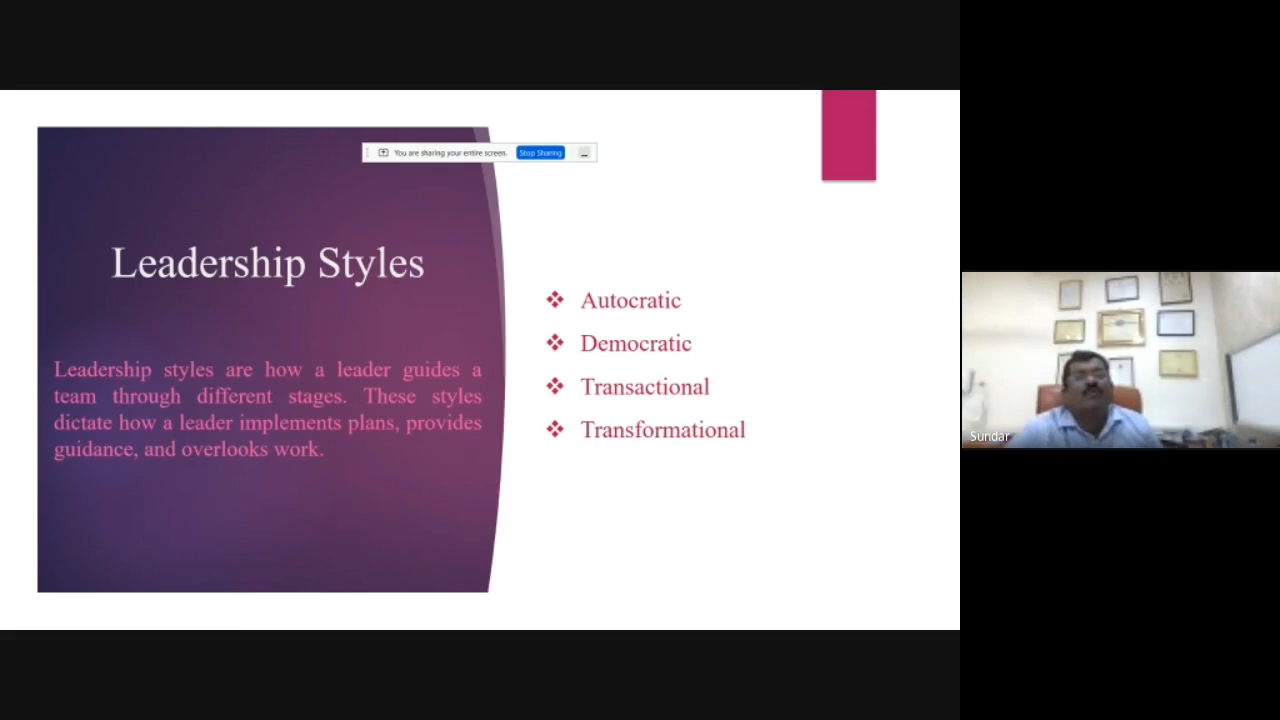 You are sharing your entire screen. Stop Sharing
Leadership Styles
Leadership styles are how a leader guides a
team through different stages. These styles
dictate how a leader implements plans, provides
guidance, and overlooks work.
Autocratic
Democratic
Transactional
Transformational
Sundar